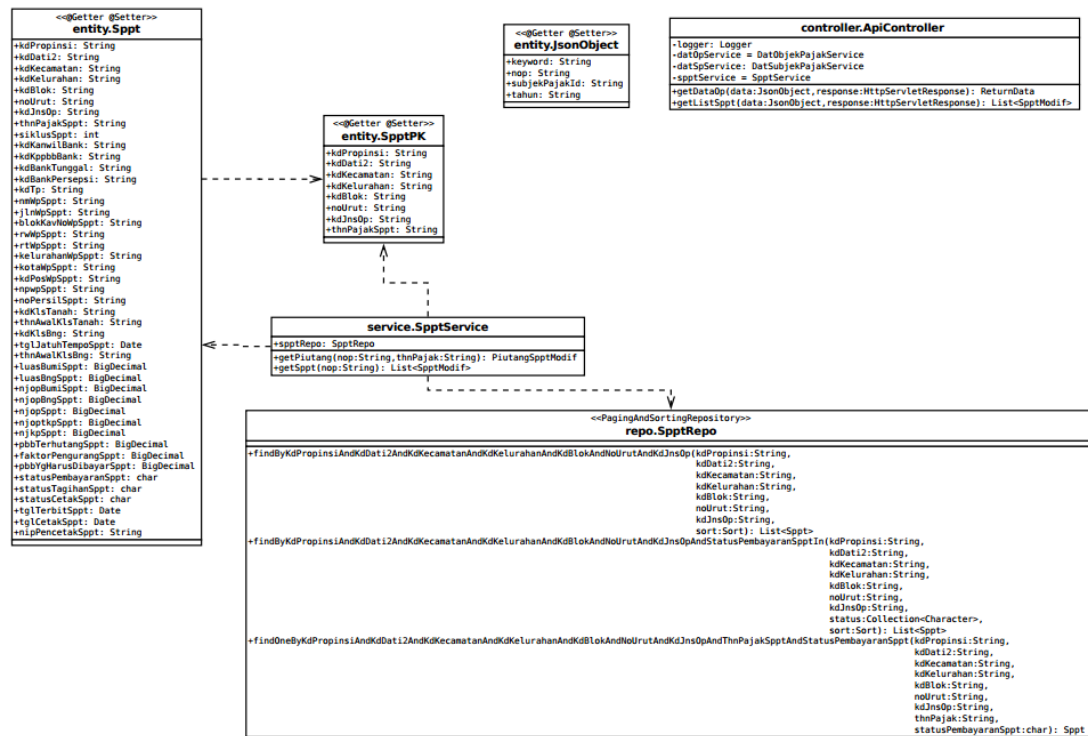 <<@Getter @Setter>>
entity.Sppt
+kdPropinsi: String
+kdDati2: String
+kdKecamatan: String
+kdKelurahan: String
+kdBlok: String
+noUrut: String
+kdJnsOp: String
+thnPajakSppt: String
+siklusSppt: int
+kdKanwilBank: String
+kdKppbbBank: String
+kdBankTunggal: String
+kdBankPersepsi: String
+kdTp: String
+nmWpSppt: String
+jlnWpSppt: String
+blokKavNoWpSppt: String
+rwWpSppt: String
+rtWpSppt: String
+kelurahanWpSppt: String
+kotaWpSppt: String
+kdPosWpSppt: String
+npwpSppt: String
+noPersilSppt: String
+kdKlsTanah: String
+thnAwalKlsTanah: String
+kdKlsBng: String
+tglJatuhTempoSppt: Date
+thnAwalKlsBng: String
+luasBumiSppt: BigDecimal
+luasBngSppt: BigDecimal
+njopBumiSppt: BigDecimal
+njopBngSppt: BigDecimal
+njopSppt: BigDecimal
+njoptkpSppt: BigDecimal
+njkpSppt: BigDecimal
+pbbTerhutangSppt: BigDecimal
+faktorPengurangSppt: BigDecimal
+pbbYgHarusDibayarSppt: BigDecimal
+statusPembayaranSppt: char
+statusTagihanSppt: char
+statusCetakSppt: char
+tglTerbitSppt: Date
+tglCetakSppt: Date
+nipPencetakSppt: String
<<@Getter @Setter>>
entity.JsonObject
+keyword: String
+nop: String
+subjekPajakId: String
+tahun: String
controller.ApiController
-logger: Logger
-datOpService = DatObjekPajakService
-datSpService: DatSubjekPajakService
-spptService = SpptService
+getDataOp(data:JsonObject,response:HttpServletResponse): ReturnData
+getListSppt(data:JsonObject,response:HttpServletResponse): List<SpptModif>
<<@Getter @Setter>>
entity.SpptPK
+kdPropinsi: String
+kdDati2: String
+kdKecamatan: String
+kdKelurahan: String
+kdBlok: String
+noUrut: String
+kdJnsOp: String
+thnPajakSppt: String
service.SpptService
+spptRepo: SpptRepo
+getPiutang(nop:String,thnPajak:String): PiutangSpptModif
+getSppt(nop:String): List<SpptModif>
<<PagingAndSortingRepository>>
repo.SpptRepo
+findByKdPropinsiAndKdDati2AndKdKecamatanAndKdKelurahanAndKdBlokAndNoUrutAndKdJnsOp(kdPropinsi:String,
kdDati2:String,
kdKecamatan:String,
kdKelurahan:String,
kdBlok:String,
noUrut:String,
kdJnsOp:String,
sort:Sort): List<Sppt>
+findByKdPropinsiAndKdDati2AndKdKecamatanAndKdKelurahanAndKdBlokAndNoUrutAndKdJnsOpAndStatusPembayaranSpptIn(kdPropinsi:String,
kdDati2:String,
kdKecamatan:String,
kdKelurahan:String,
kdBlok:String,
noUrut:String,
kdJnsOp:String,
status:Collection<Character>,
sort:Sort): List<Sppt>
+findOneByKdPropinsiAndKdDati2AndKdKecamatanAndKdKelurahanAndKdBlokAndNoUrutAndKdJnsOpAndThnPajakSpptAndStatusPembayaranSppt(kdPropinsi:String,
kdDati2:String,
kdKecamatan:String,
kdKelurahan:String,
kdBlok:String,
noUrut:String,
kdJnsOp:String,
thnPajak:String,
statusPembayaranSppt:char): Sppt